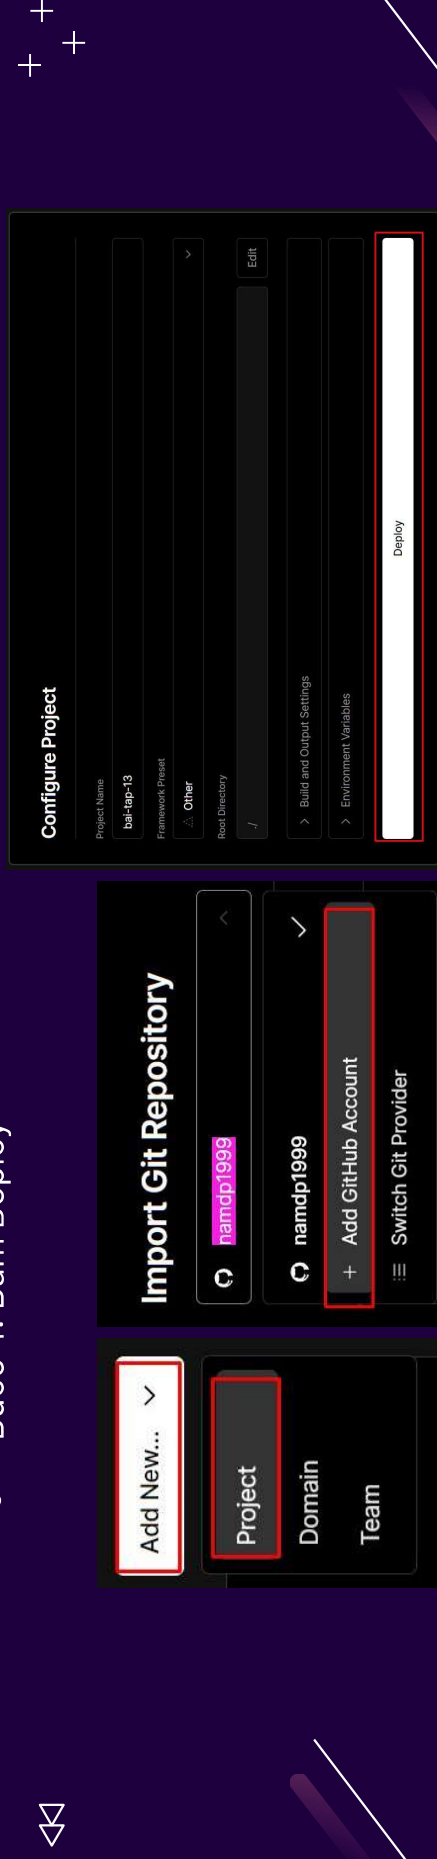 Add New...
Project
Domain
Team
Import Git Repository
namdp1999
namdp1999
Add GitHub Account
Switch Git Provider
Configure Project
Project Name
bai-tap-13
Framework Preset
Other
Root Directory
./
Edit
Build and Output Settings
Environment Variables
Deploy